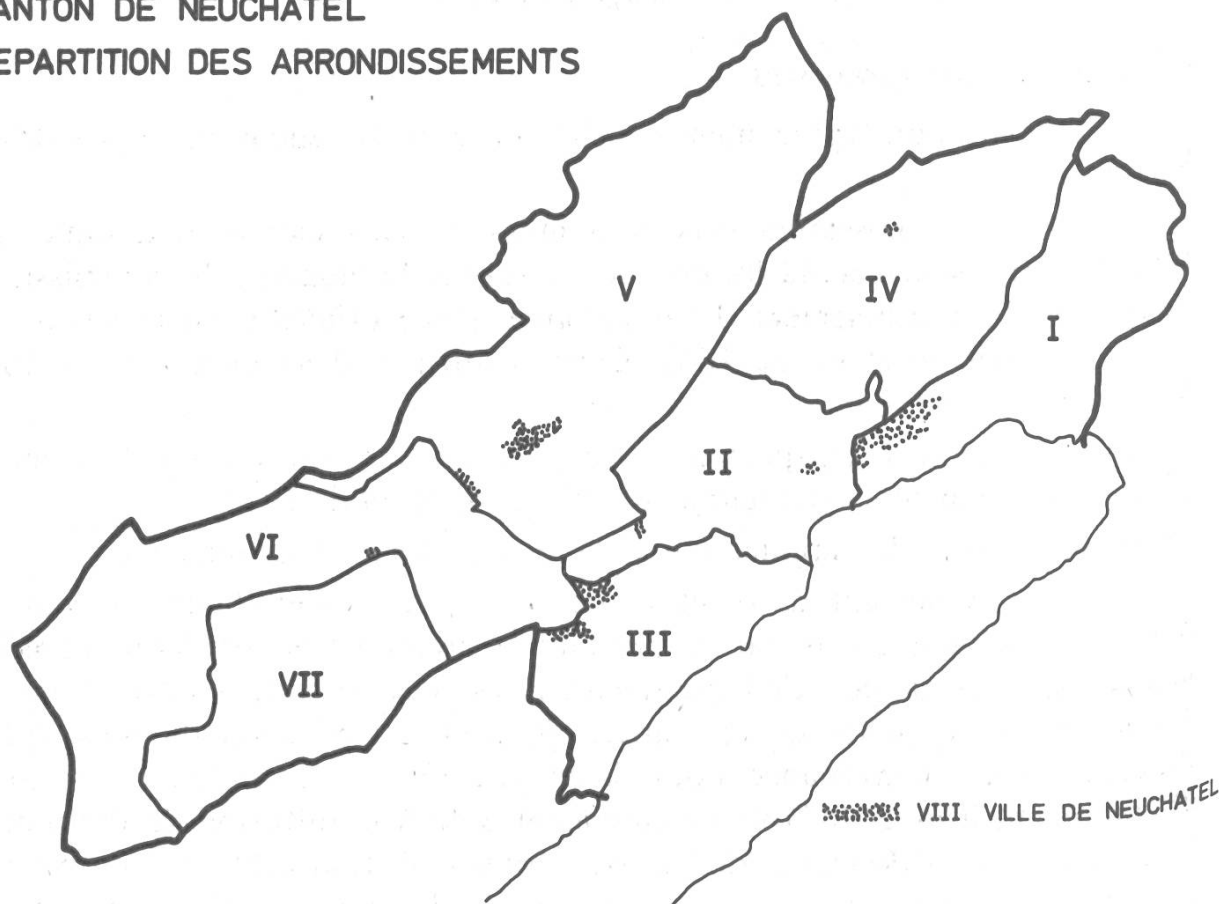 ANTON DE NEUCHATEL
EPARTITION DES ARRONDISSEMENTS
V
IV
I
II
VI
III
VII
VIII VILLE DE NEUCHATEL